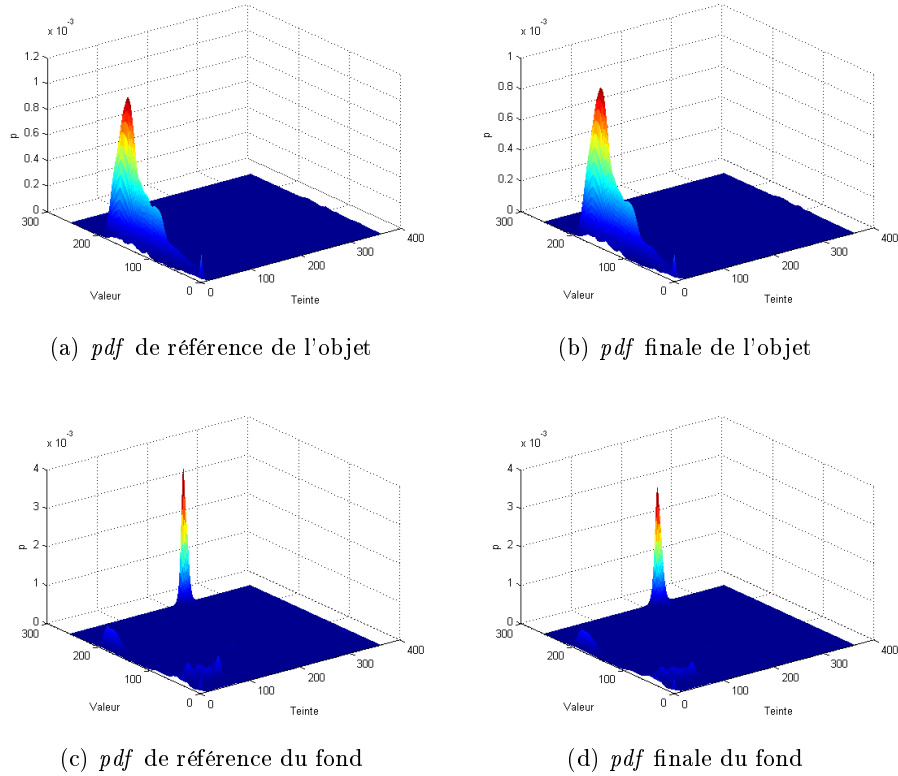 x 10^-3
1.2
1
0.8
0.6
0.4
0.2
0
p
300
200
100
0
Valeur
0
100
200
300
400
Teinte
(a) pdf de référence de l'objet
x 10^-3
1
0.8
0.6
0.4
0.2
0
p
300
200
100
0
Valeur
0
100
200
300
400
Teinte
(b) pdf finale de l'objet
x 10^-3
4
3
2
1
0
p
300
200
100
0
Valeur
0
100
200
300
400
Teinte
(c) pdf de référence du fond
x 10^-3
4
3
2
1
0
p
300
200
100
0
Valeur
0
100
200
300
400
Teinte
(d) pdf finale du fond